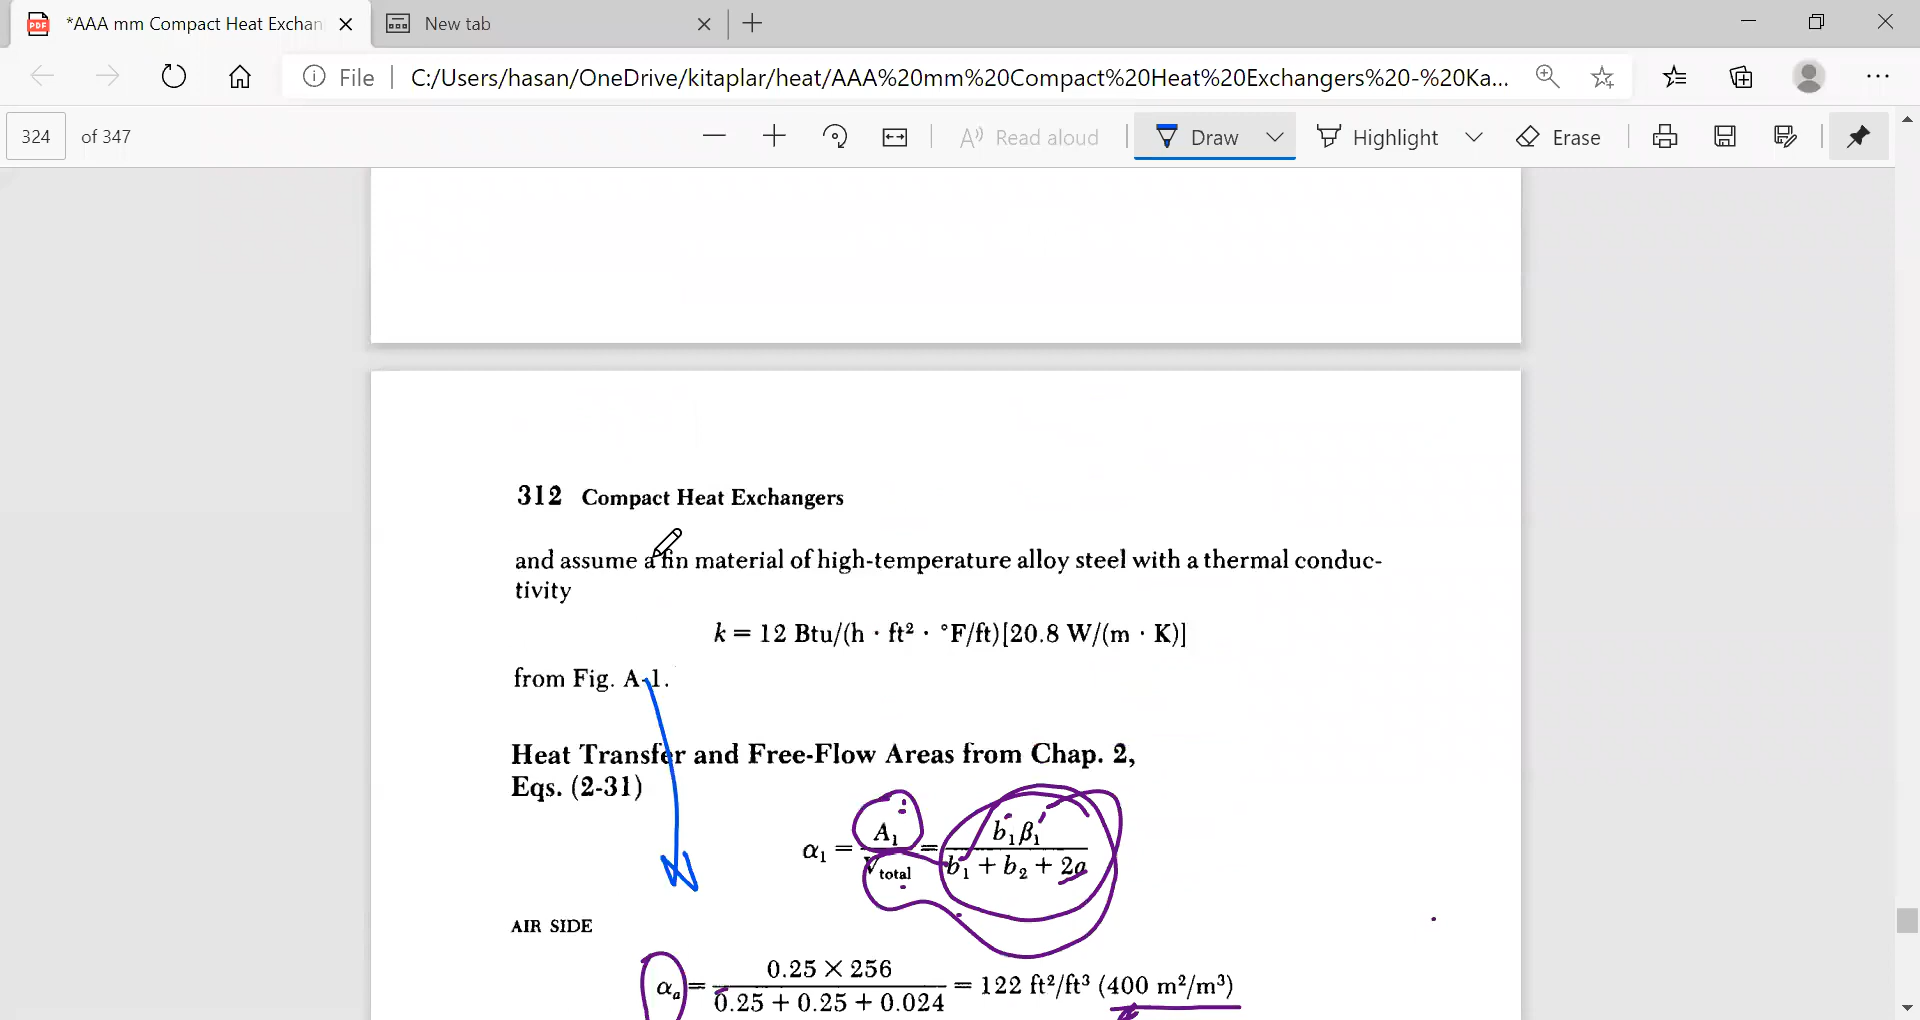 *AAA mm Compact Heat Exchan
New tab
File
C:/Users/hasan/OneDrive/kitaplar/heat/AAA%20mm%20Compact%20Heat%20Exchangers%20-%20Ka...
324 of 347
Read aloud
Draw
Highlight
Erase
312 Compact Heat Exchangers
and assume a fin material of high-temperature alloy steel with a thermal conduc-
tivity
k = 12 Btu/(h · ft² · °F/ft)[20.8 W/(m · K)]
from Fig. A-1.
Heat Transfer and Free-Flow Areas from Chap. 2,
Eqs. (2-31)
α₁ = A₁ / V_total = b₁β₁ / (b₁ + b₂ + 2a)
AIR SIDE
αₐ = 0.25 × 256 / (0.25 + 0.25 + 0.024) = 122 ft²/ft³ (400 m²/m³)